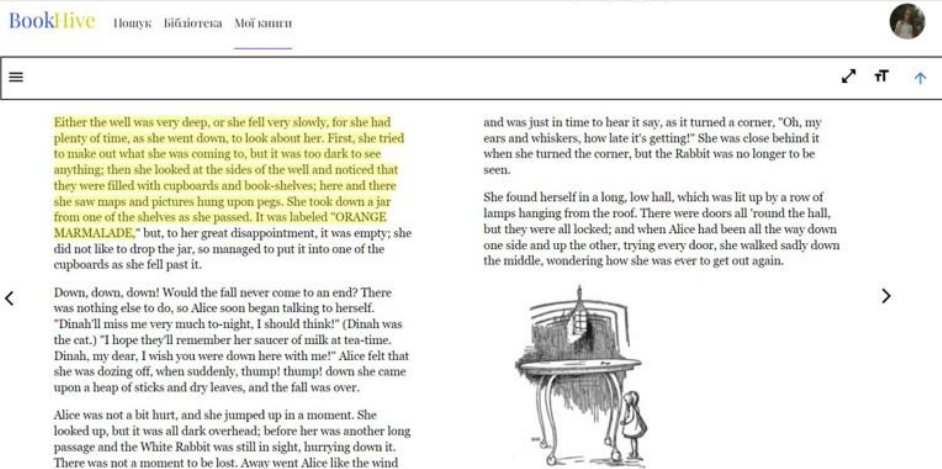 BookHive Пошук Бібліотека Мої книги
Either the well was very deep, or she fell very slowly, for she had
plenty of time, as she went down, to look about her. First, she tried
to make out what she was coming to, but it was too dark to see
anything; then she looked at the sides of the well and noticed that
they were filled with cupboards and book-shelves; here and there
she saw maps and pictures hung upon pegs. She took down a jar
from one of the shelves as she passed. It was labeled "ORANGE
MARMALADE," but, to her great disappointment, it was empty; she
did not like to drop the jar, so managed to put it into one of the
cupboards as she fell past it.
Down, down, down! Would the fall never come to an end? There
was nothing else to do, so Alice soon began talking to herself.
"Dinah'll miss me very much to-night, I should think!" (Dinah was
the cat.) "I hope they'll remember her saucer of milk at tea-time.
Dinah, my dear, I wish you were down here with me!" Alice felt that
she was dozing off, when suddenly, thump! thump! down she came
upon a heap of sticks and dry leaves, and the fall was over.
Alice was not a bit hurt, and she jumped up in a moment. She
looked up, but it was all dark overhead; before her was another long
passage and the White Rabbit was still in sight, hurrying down it.
There was not a moment to be lost. Away went Alice like the wind
and was just in time to hear it say, as it turned a corner, "Oh, my
ears and whiskers, how late it's getting!" She was close behind it
when she turned the corner, but the Rabbit was no longer to be
seen.
She found herself in a long, low hall, which was lit up by a row of
lamps hanging from the roof. There were doors all 'round the hall,
but they were all locked; and when Alice had been all the way down
one side and up the other, trying every door, she walked sadly down
the middle, wondering how she was ever to get out again.